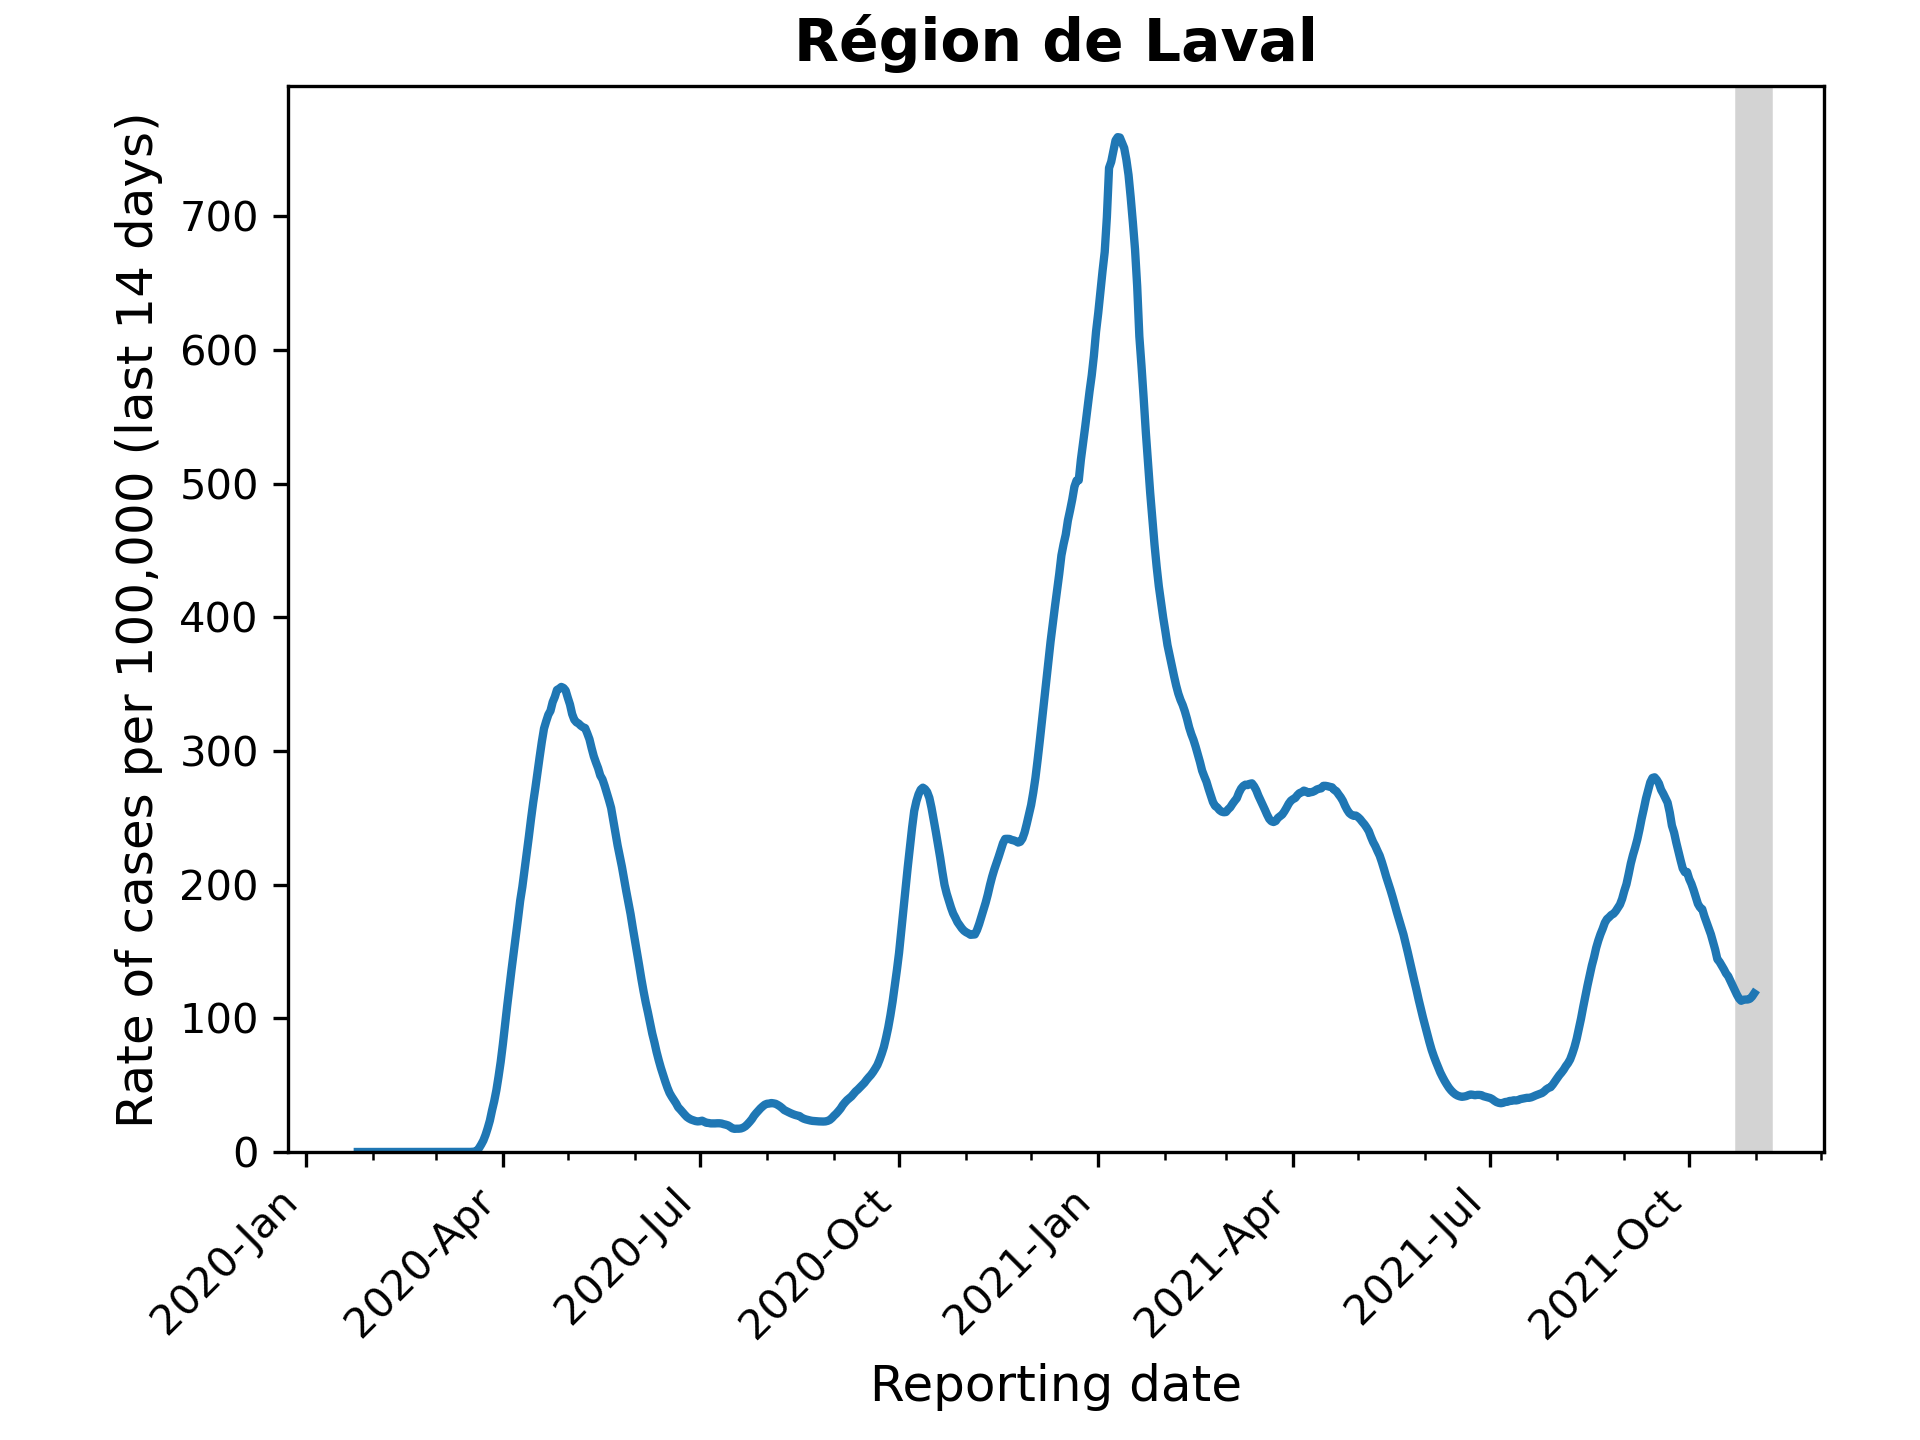 Région de Laval
Rate of cases per 100,000 (last 14 days)
700
600
500
400
300
200
100
0
2020-Jan
2020-Apr
2020-Jul
2020-Oct
2021-Jan
2021-Apr
2021-Jul
2021-Oct
Reporting date